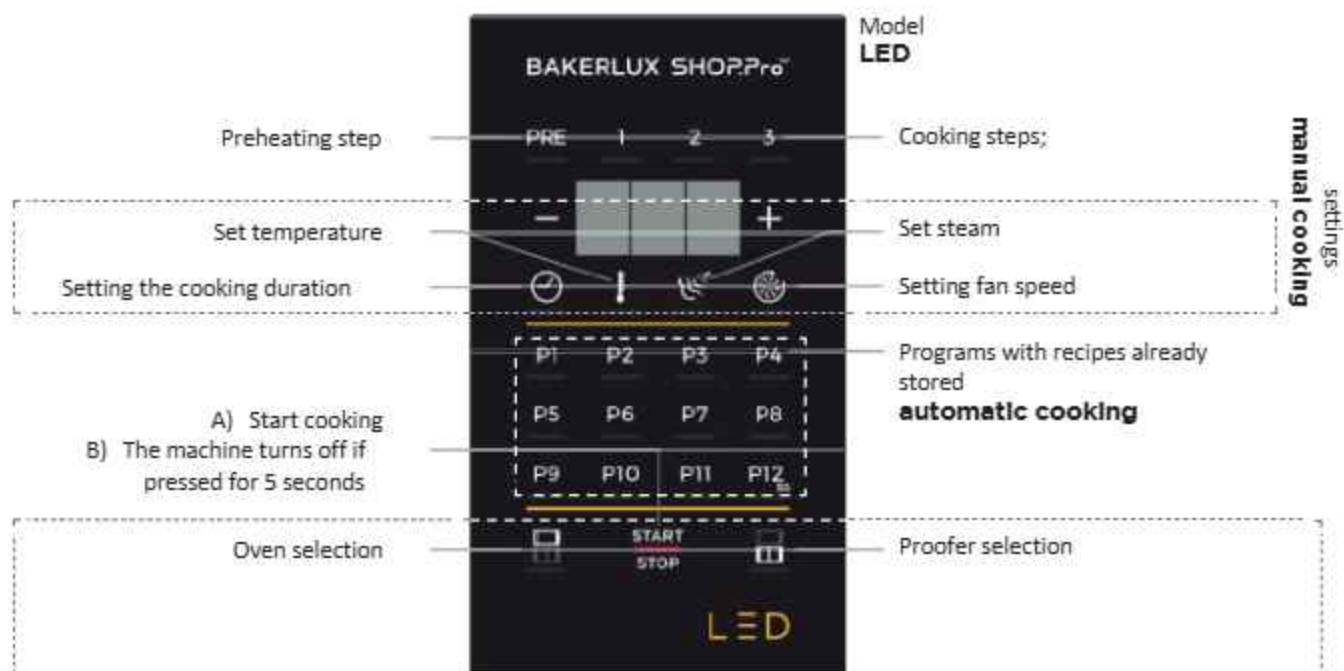 Model
LED
BAKERLUX SHOP.Pro™
Preheating step
PRE 1 2 3
Cooking steps;
Set temperature
− +
Set steam
Setting the cooking duration
Setting fan speed
settings
manual cooking
P1 P2 P3 P4
Programs with recipes already
stored
automatic cooking
A) Start cooking
B) The machine turns off if
pressed for 5 seconds
P5 P6 P7 P8
P9 P10 P11 P12
Oven selection
START
STOP
Proofer selection
LED